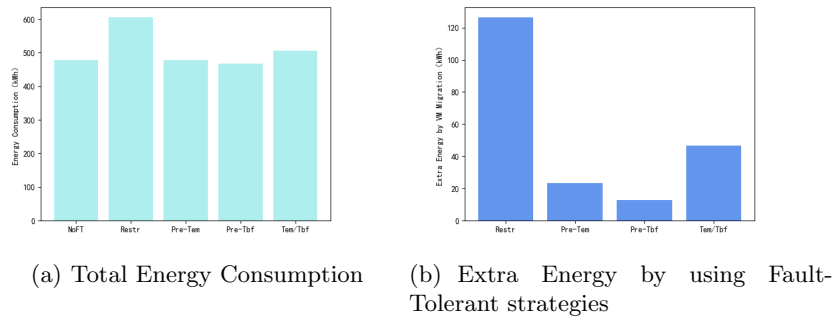 Energy Consumption (kWh)
600
500
400
300
200
100
0
NoFT Restr Pre-Tem Pre-Tbf Tem/Tbf
(a) Total Energy Consumption
Extra Energy by VM Migration (kWh)
120
100
80
60
40
20
0
Restr Pre-Tem Pre-Tbf Tem/Tbf
(b) Extra Energy by using Fault-
Tolerant strategies